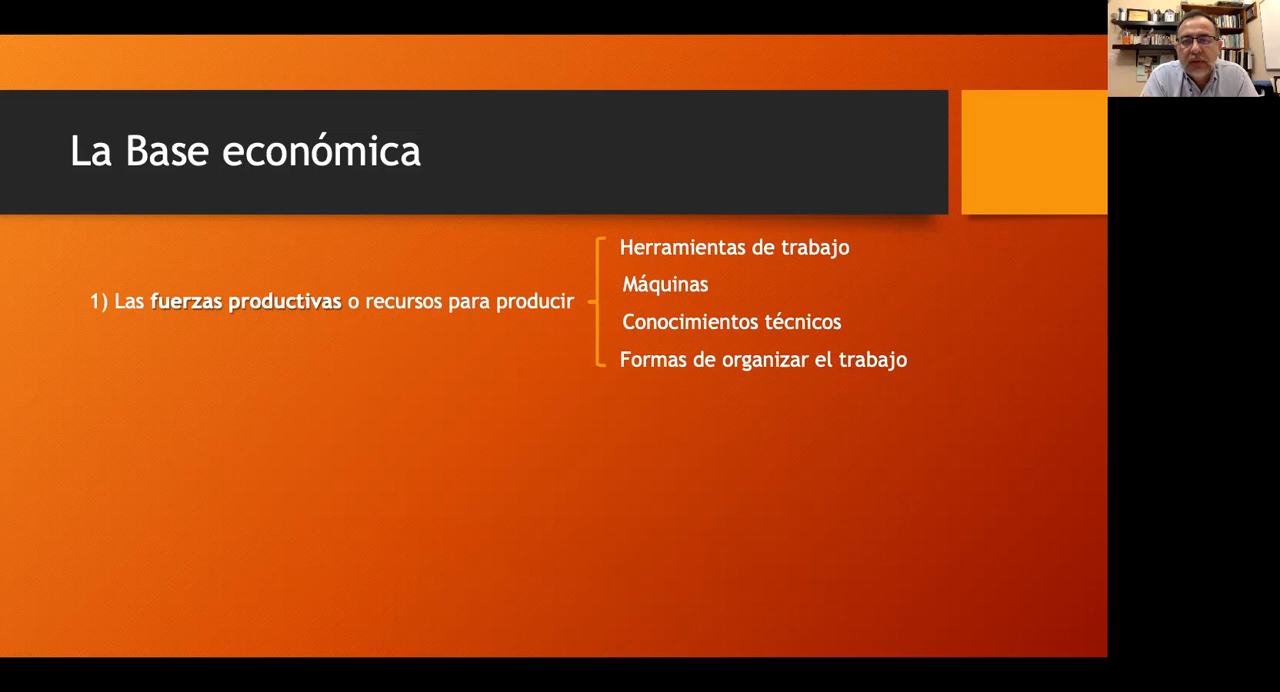 La Base económica
1) Las fuerzas productivas o recursos para producir
Herramientas de trabajo
Máquinas
Conocimientos técnicos
Formas de organizar el trabajo